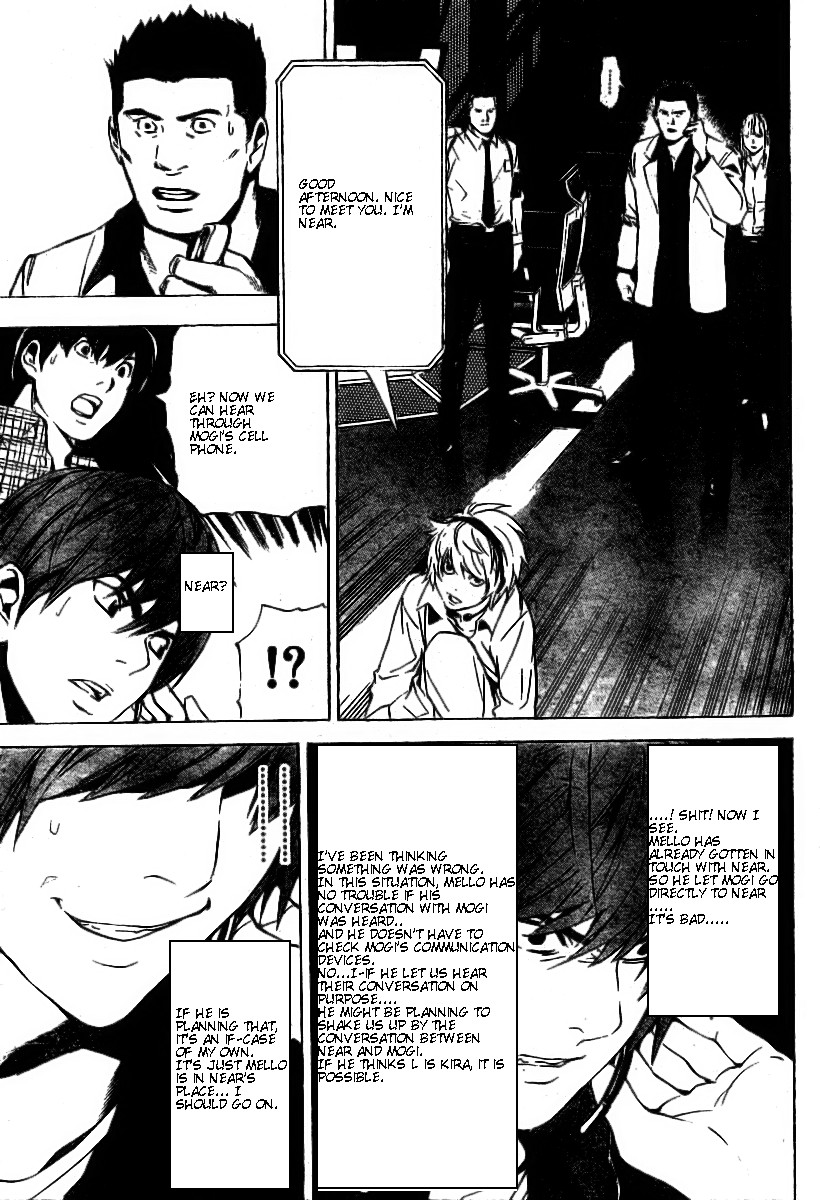 GOOD
AFTERNOON. NICE
TO MEET YOU. I'M
NEAR.
EH? NOW WE
CAN HEAR
THROUGH
MOGI'S CELL
PHONE.
NEAR?
!?
....! SHIT! NOW I
SEE.
MELLO HAS
ALREADY GOTTEN IN
TOUCH WITH NEAR.
SO HE LET MOGI GO
DIRECTLY TO NEAR
.....
IT'S BAD.....
I'VE BEEN THINKING
SOMETHING WAS WRONG.
IN THIS SITUATION, MELLO HAS
NO TROUBLE IF HIS
CONVERSATION WITH MOGI
WAS HEARD..
AND HE DOESN'T HAVE TO
CHECK MOGI'S COMMUNICATION
DEVICES.
NO...I-IF HE LET US HEAR
THEIR CONVERSATION ON
PURPOSE....
HE MIGHT BE PLANNING TO
SHAKE US UP BY THE
CONVERSATION BETWEEN
NEAR AND MOGI.
IF HE THINKS L IS KIRA, IT IS
POSSIBLE.
IF HE IS
PLANNING THAT,
IT'S AN IF-CASE
OF MY OWN.
IT'S JUST MELLO
IS IN NEAR'S
PLACE... I
SHOULD GO ON.